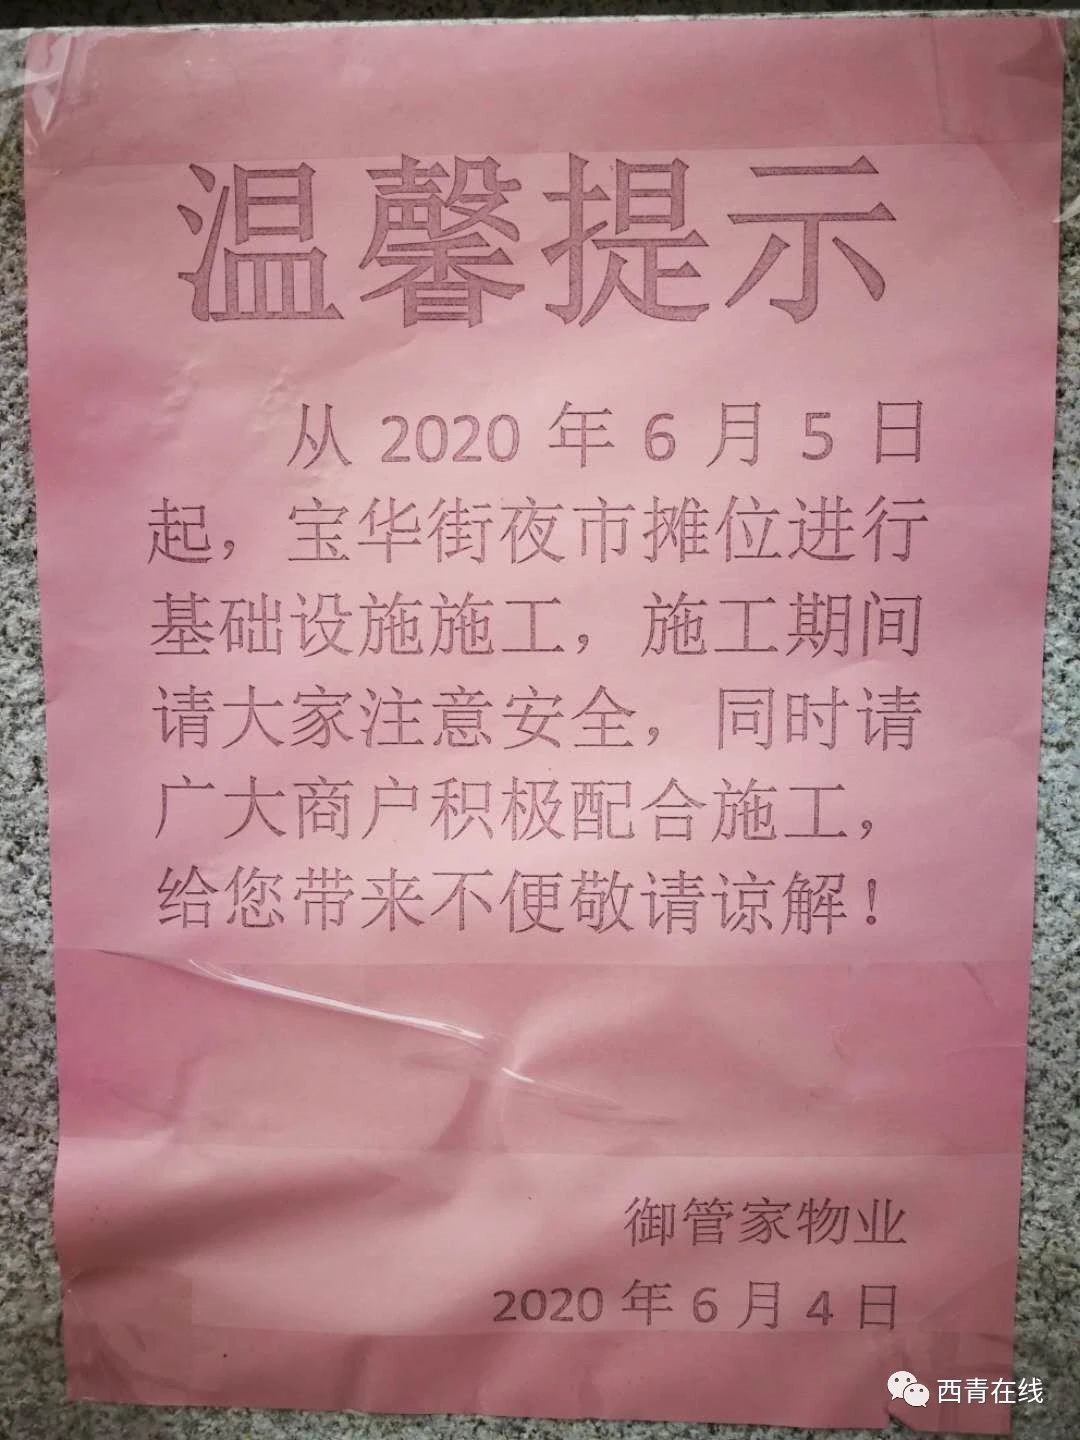 温馨提示
从 2020 年 6 月 5 日
起，宝华街夜市摊位进行
基础设施施工，施工期间
请大家注意安全，同时请
广大商户积极配合施工，
给您带来不便敬请谅解！
御管家物业
2020 年 6 月 4 日
西青在线